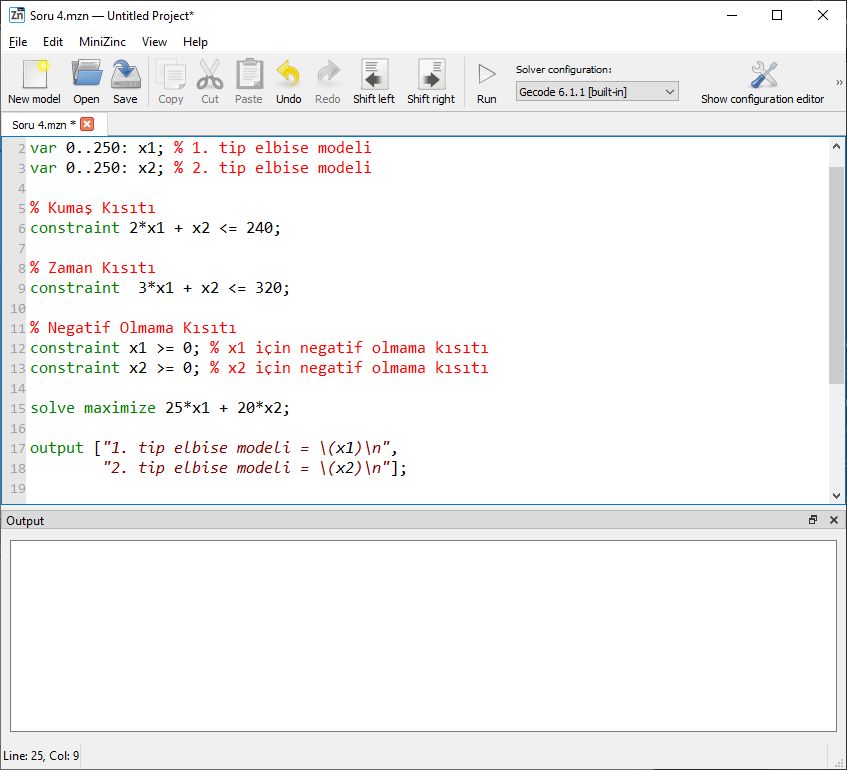 Soru 4.mzn — Untitled Project*
File Edit MiniZinc View Help
New model Open Save Copy Cut Paste Undo Redo Shift left Shift right Run Solver configuration: Gecode 6.1.1 [built-in] Show configuration editor »
Soru 4.mzn *
2 var 0..250: x1; % 1. tip elbise modeli
3 var 0..250: x2; % 2. tip elbise modeli
4
5 % Kumaş Kısıtı
6 constraint 2*x1 + x2 <= 240;
7
8 % Zaman Kısıtı
9 constraint  3*x1 + x2 <= 320;
10
11 % Negatif Olmama Kısıtı
12 constraint x1 >= 0; % x1 için negatif olmama kısıtı
13 constraint x2 >= 0; % x2 için negatif olmama kısıtı
14
15 solve maximize 25*x1 + 20*x2;
16
17 output ["1. tip elbise modeli = \(x1)\n",
18         "2. tip elbise modeli = \(x2)\n"];
19
Output
Line: 25, Col: 9